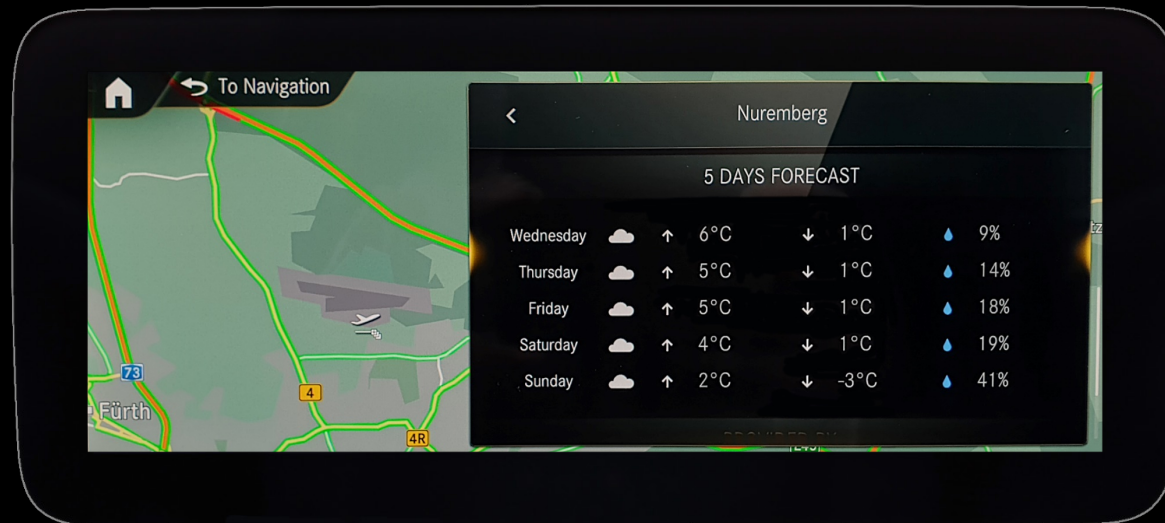 To Navigation
Nuremberg
5 DAYS FORECAST
Wednesday 6°C 1°C 9%
Thursday 5°C 1°C 14%
Friday 5°C 1°C 18%
Saturday 4°C 1°C 19%
Sunday 2°C -3°C 41%
73
4
Fürth
4R
tz